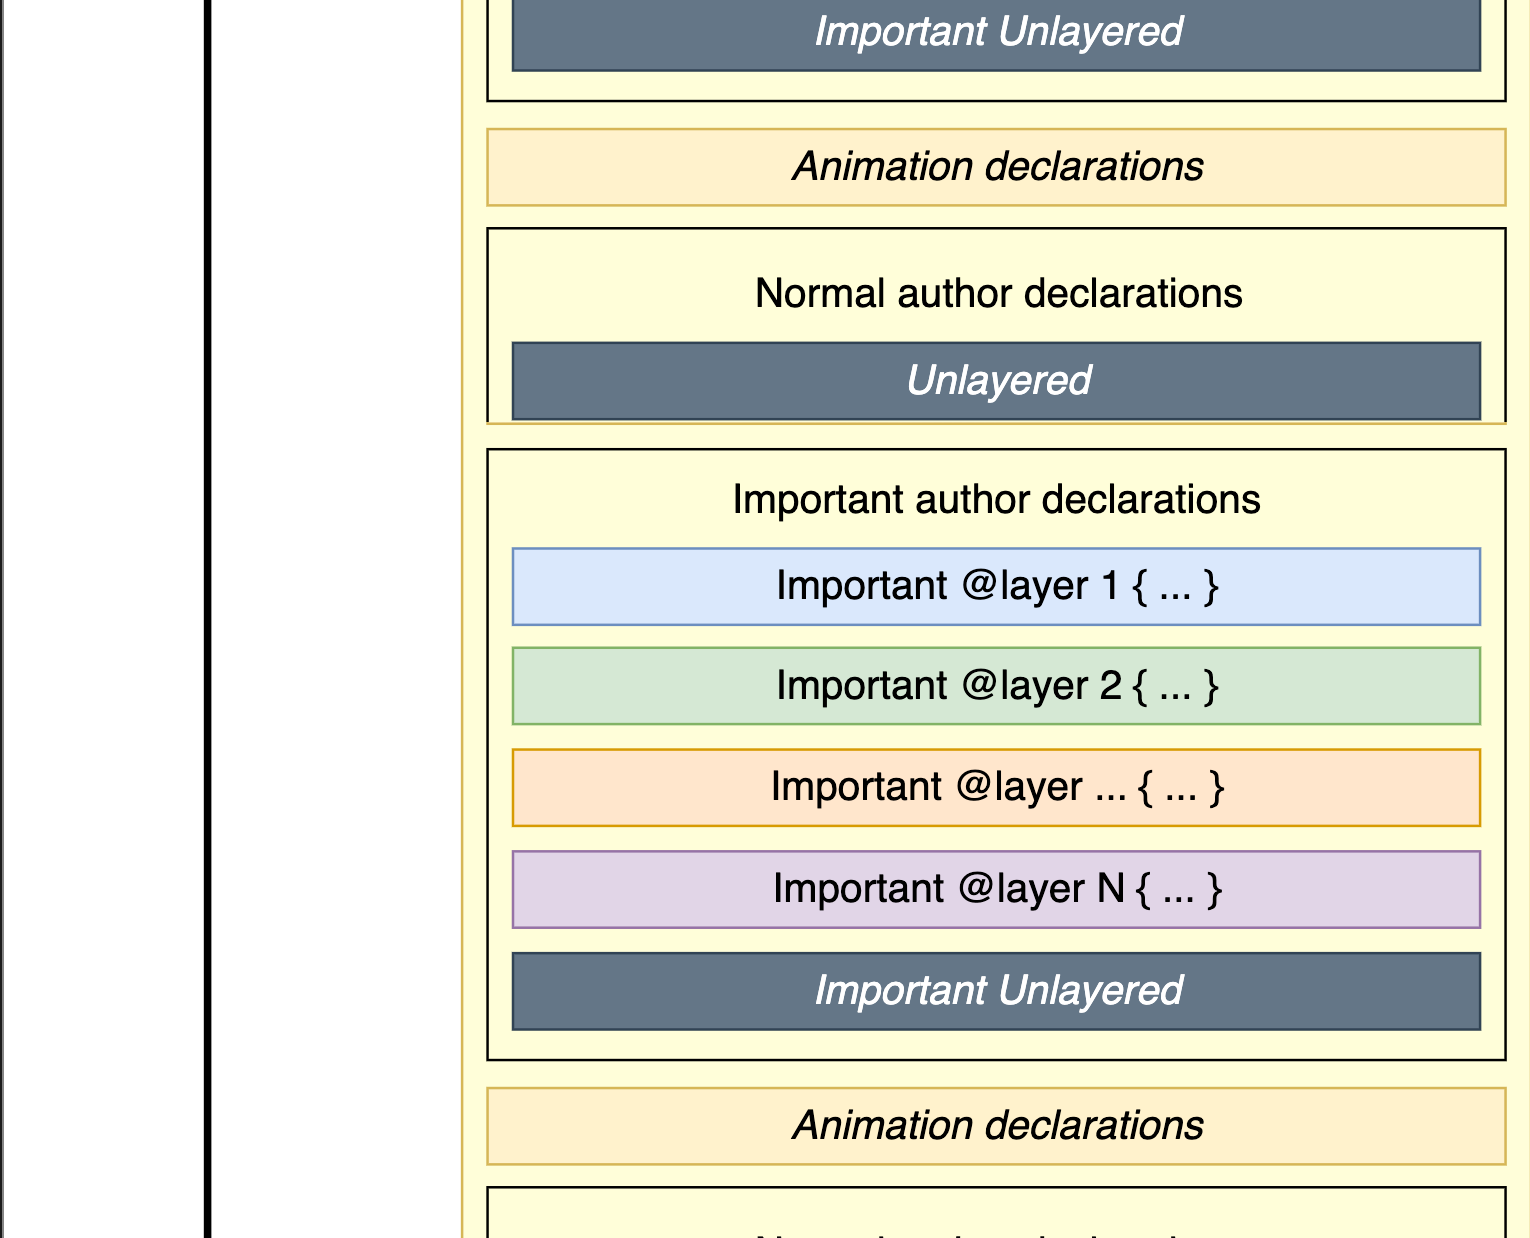 Important Unlayered
Animation declarations
Normal author declarations
Unlayered
Important author declarations
Important @layer 1 { ... }
Important @layer 2 { ... }
Important @layer ... { ... }
Important @layer N { ... }
Important Unlayered
Animation declarations